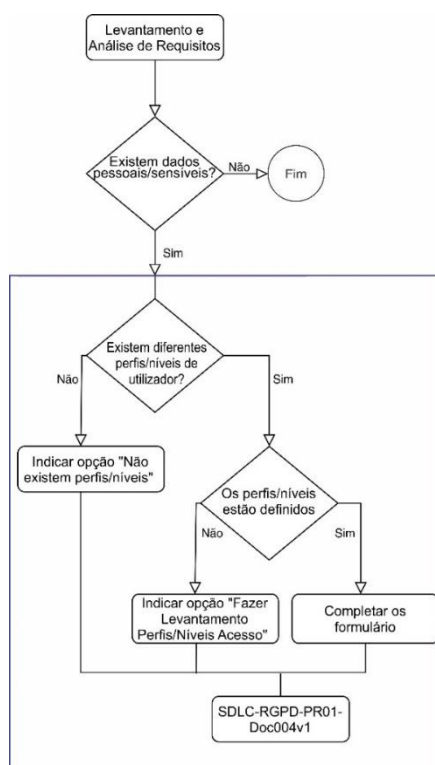 Levantamento e
Análise de Requisitos
Existem dados
pessoais/sensíveis?
Não
Fim
Sim
Existem diferentes
perfis/níveis de
utilizador?
Não
Sim
Indicar opção "Não
existem perfis/níveis"
Os perfis/níveis
estão definidos
Não
Sim
Indicar opção "Fazer
Levantamento
Perfis/Níveis Acesso"
Completar os
formulário
SDLC-RGPD-PR01-
Doc004v1